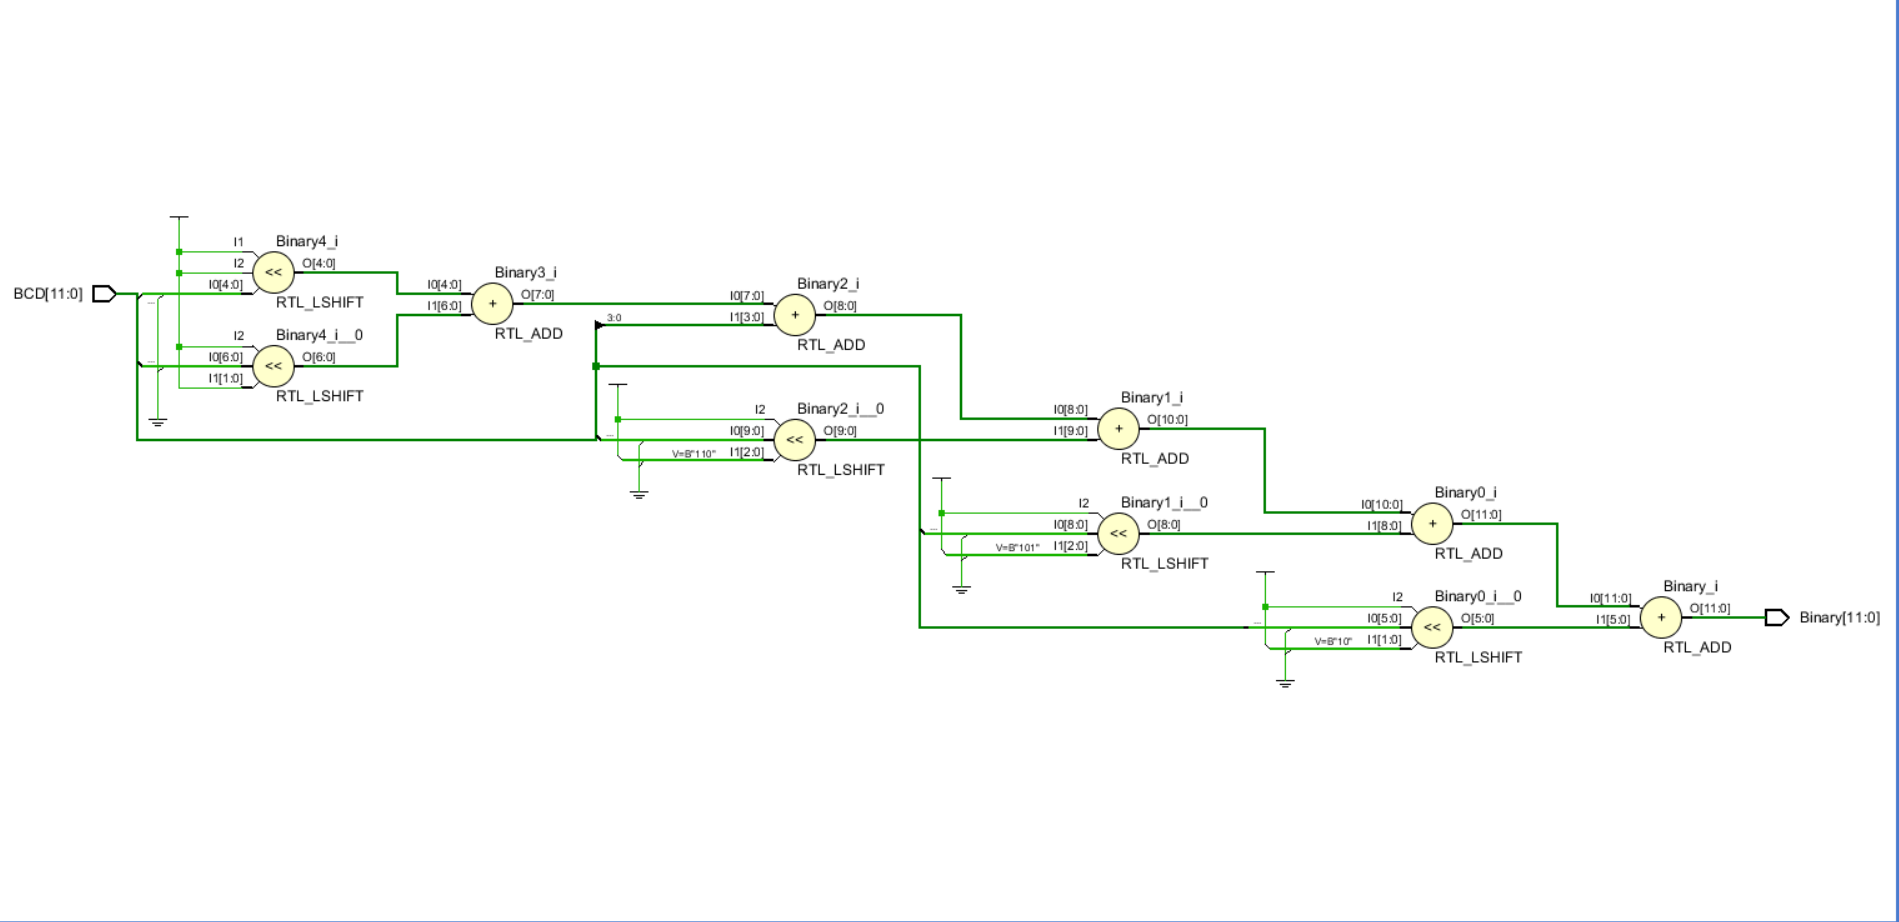 BCD[11:0]
I1
I2
I0[4:0]
Binary4_i
<<
O[4:0]
RTL_LSHIFT
...
I2
I0[6:0]
I1[1:0]
Binary4_i__0
<<
O[6:0]
RTL_LSHIFT
...
I0[4:0]
I1[6:0]
Binary3_i
+
O[7:0]
RTL_ADD
3:0
I0[7:0]
I1[3:0]
Binary2_i
+
O[8:0]
RTL_ADD
...
V=B"110"
I2
I0[9:0]
I1[2:0]
Binary2_i__0
<<
O[9:0]
RTL_LSHIFT
I0[8:0]
I1[9:0]
Binary1_i
+
O[10:0]
RTL_ADD
...
V=B"101"
I2
I0[8:0]
I1[2:0]
Binary1_i__0
<<
O[8:0]
RTL_LSHIFT
I0[10:0]
I1[8:0]
Binary0_i
+
O[11:0]
RTL_ADD
...
V=B"10"
I2
I0[5:0]
I1[1:0]
Binary0_i__0
<<
O[5:0]
RTL_LSHIFT
I0[11:0]
I1[5:0]
Binary_i
+
O[11:0]
RTL_ADD
Binary[11:0]